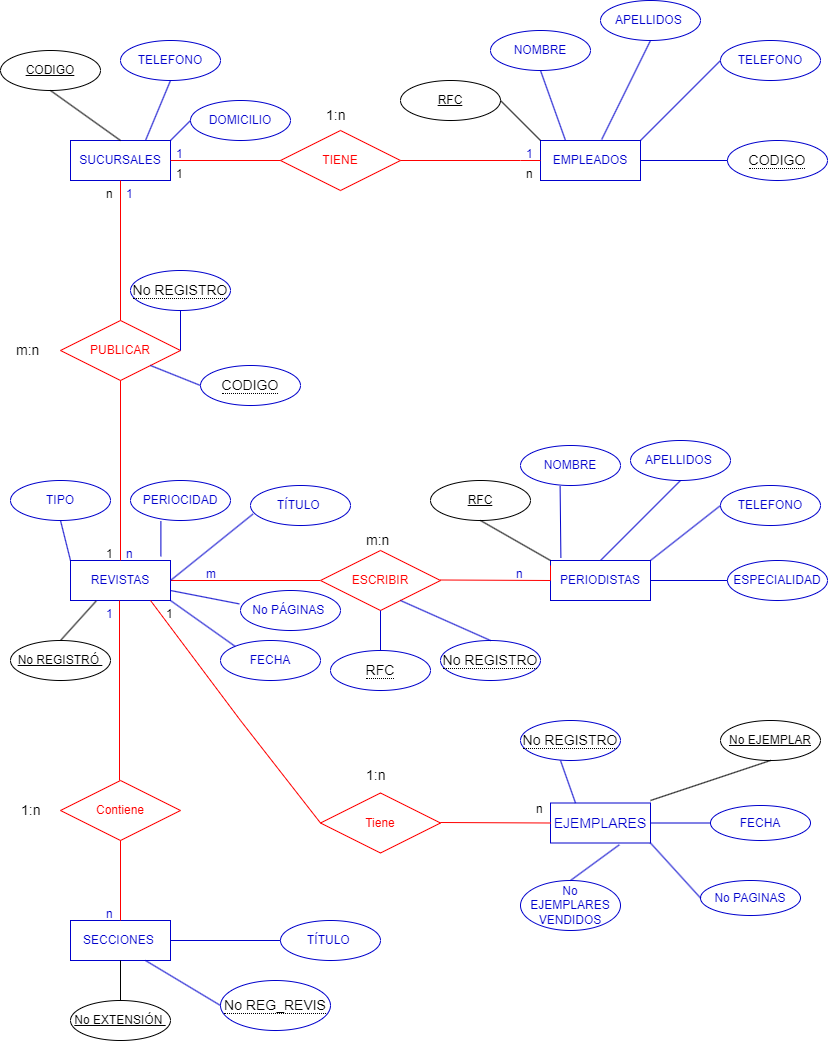 APELLIDOS
NOMBRE
TELEFONO
TELEFONO
CODIGO
RFC
DOMICILIO
1:n
SUCURSALES
1
1
TIENE
1
n
EMPLEADOS
CODIGO
n
1
No REGISTRO
m:n
PUBLICAR
CODIGO
NOMBRE
APELLIDOS
TIPO
PERIOCIDAD
TÍTULO
RFC
TELEFONO
m:n
1
n
REVISTAS
m
ESCRIBIR
n
PERIODISTAS
ESPECIALIDAD
1
1
No PÁGINAS
No REGISTRÓ
FECHA
RFC
No REGISTRO
No REGISTRO
No EJEMPLAR
1:n
1:n
Contiene
Tiene
n
EJEMPLARES
FECHA
No
EJEMPLARES
VENDIDOS
No PAGINAS
n
SECCIONES
TÍTULO
No EXTENSIÓN
No REG_REVIS